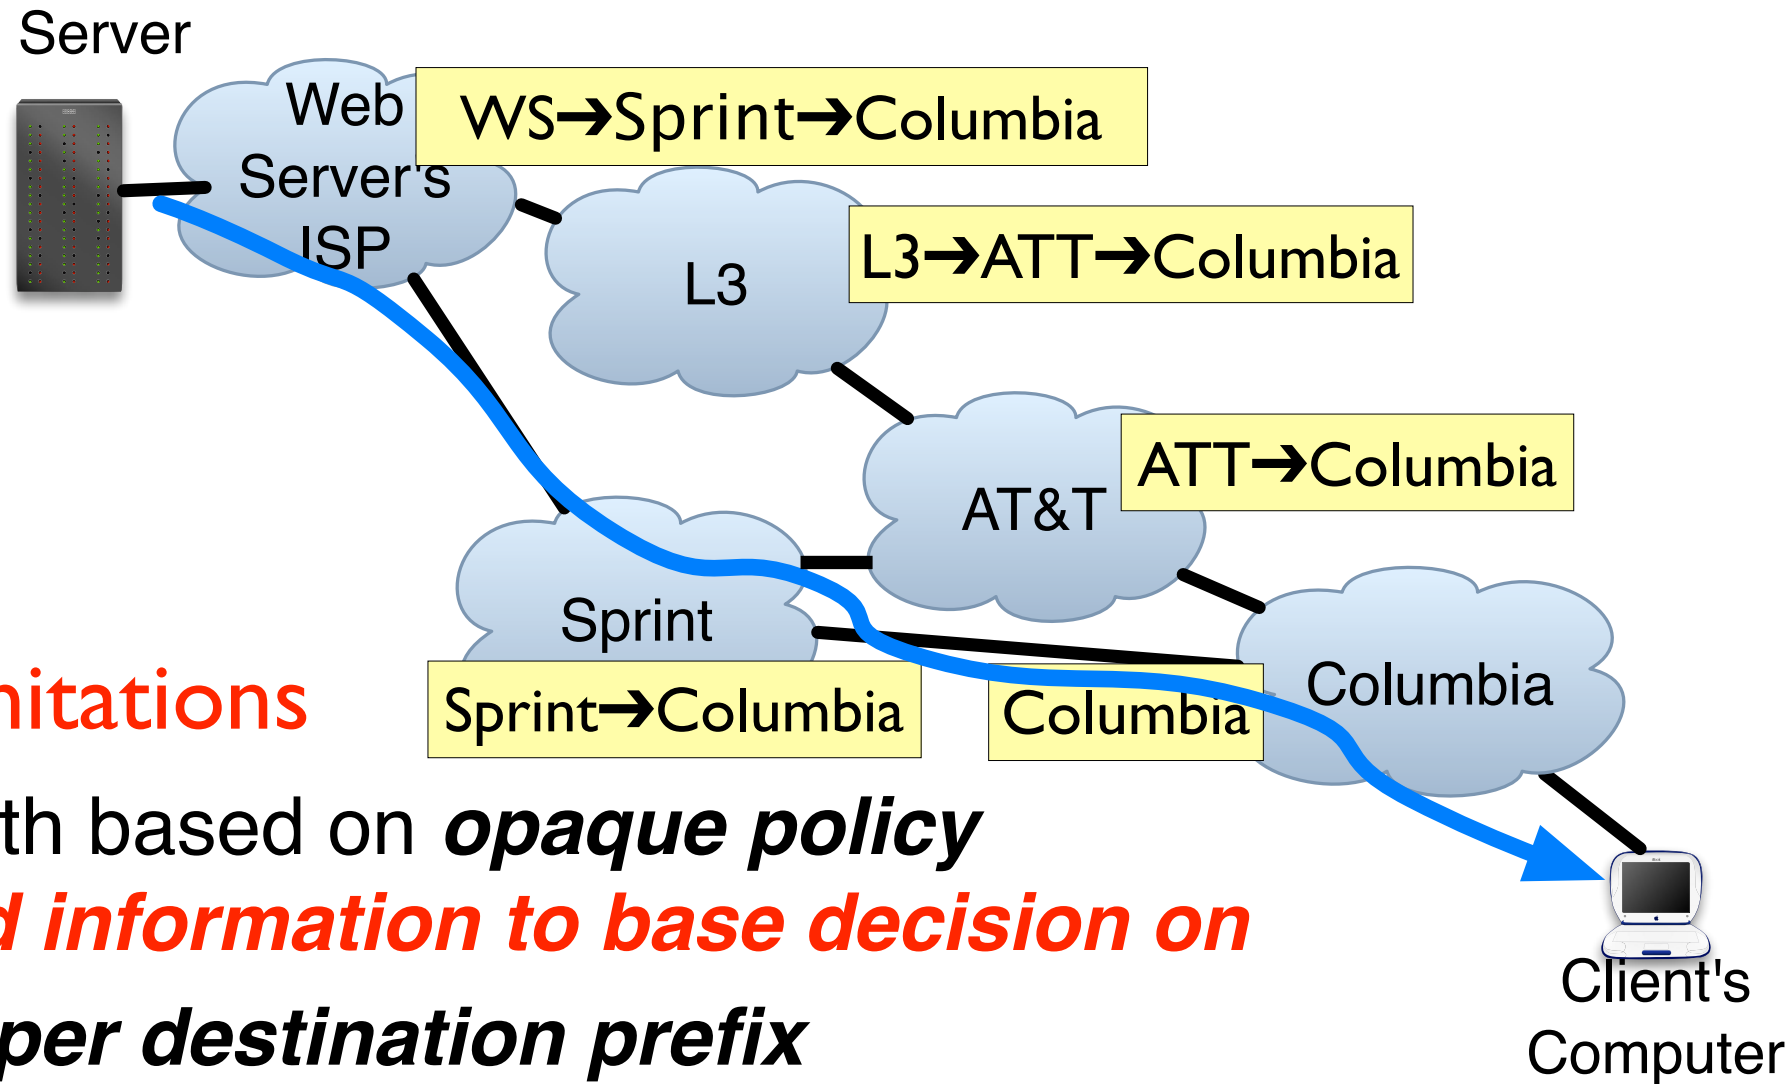 Server
Web
Server's
ISP
WS➔Sprint➔Columbia
L3
L3➔ATT➔Columbia
AT&T
ATT➔Columbia
Sprint
Sprint➔Columbia
Columbia
Columbia
Client's
Computer
nitations
th based on opaque policy
d information to base decision on
per destination prefix